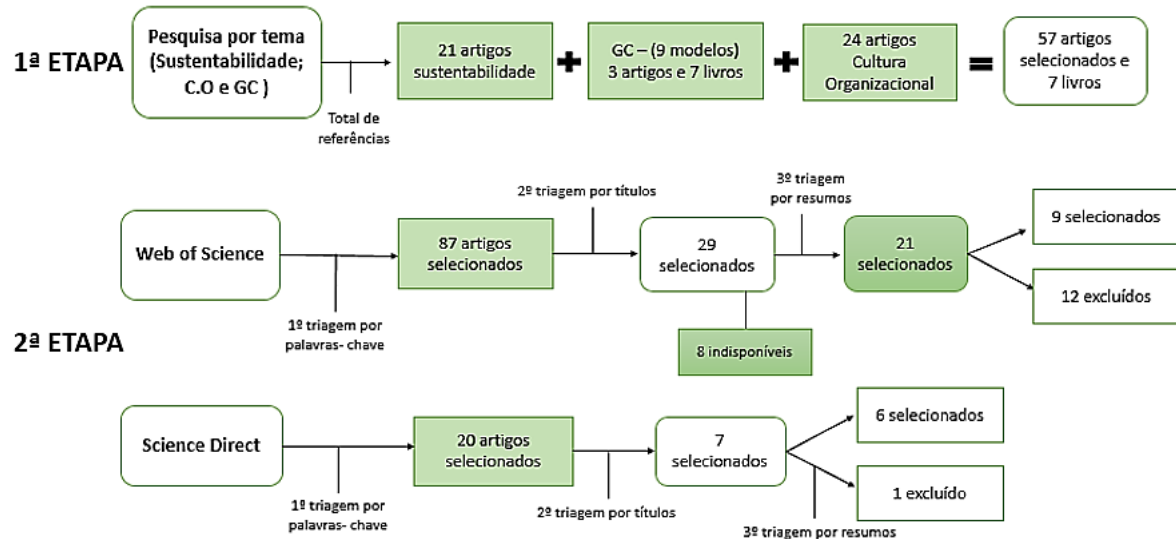 1ª ETAPA
Pesquisa por tema
(Sustentabilidade;
C.O e GC )
Total de
referências
21 artigos
sustentabilidade
+
GC – (9 modelos)
3 artigos e 7 livros
+
24 artigos
Cultura
Organizacional
=
57 artigos
selecionados e
7 livros
2ª ETAPA
Web of Science
1º triagem por
palavras- chave
87 artigos
selecionados
2º triagem por títulos
29
selecionados
8 indisponíveis
3º triagem
por resumos
21
selecionados
9 selecionados
12 excluídos
Science Direct
1º triagem por
palavras- chave
20 artigos
selecionados
2º triagem por títulos
7
selecionados
3º triagem por resumos
6 selecionados
1 excluído